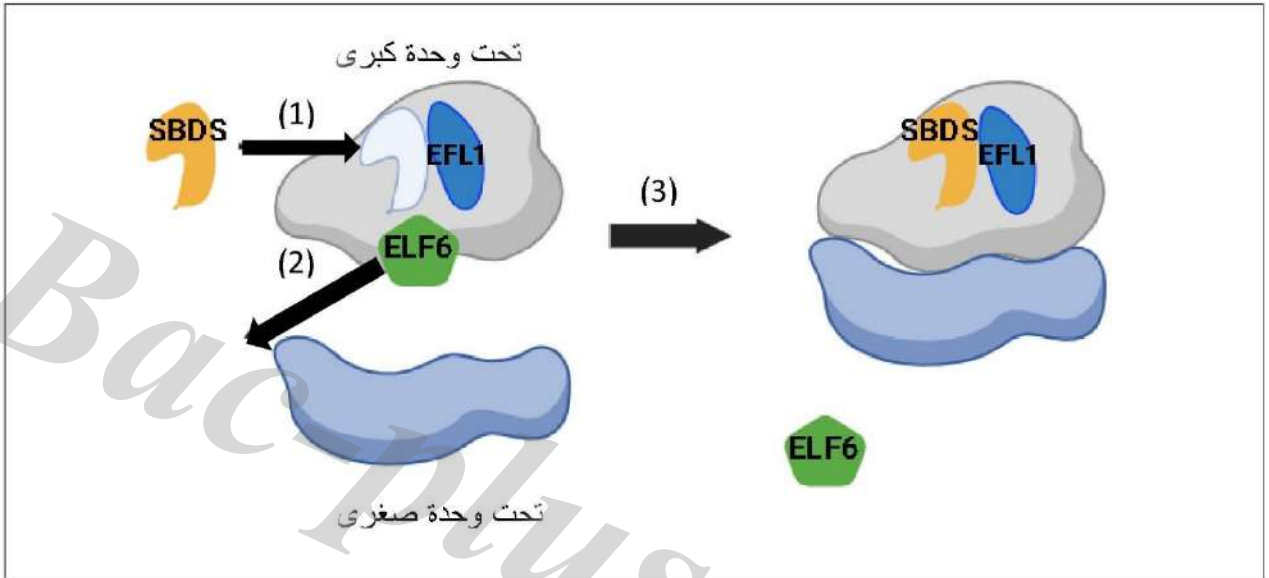 تحت وحدة كبرى
SBDS
(1)
EFL1
ELF6
(2)
تحت وحدة صغرى
(3)
SBDS
EFL1
ELF6
Bac-plus